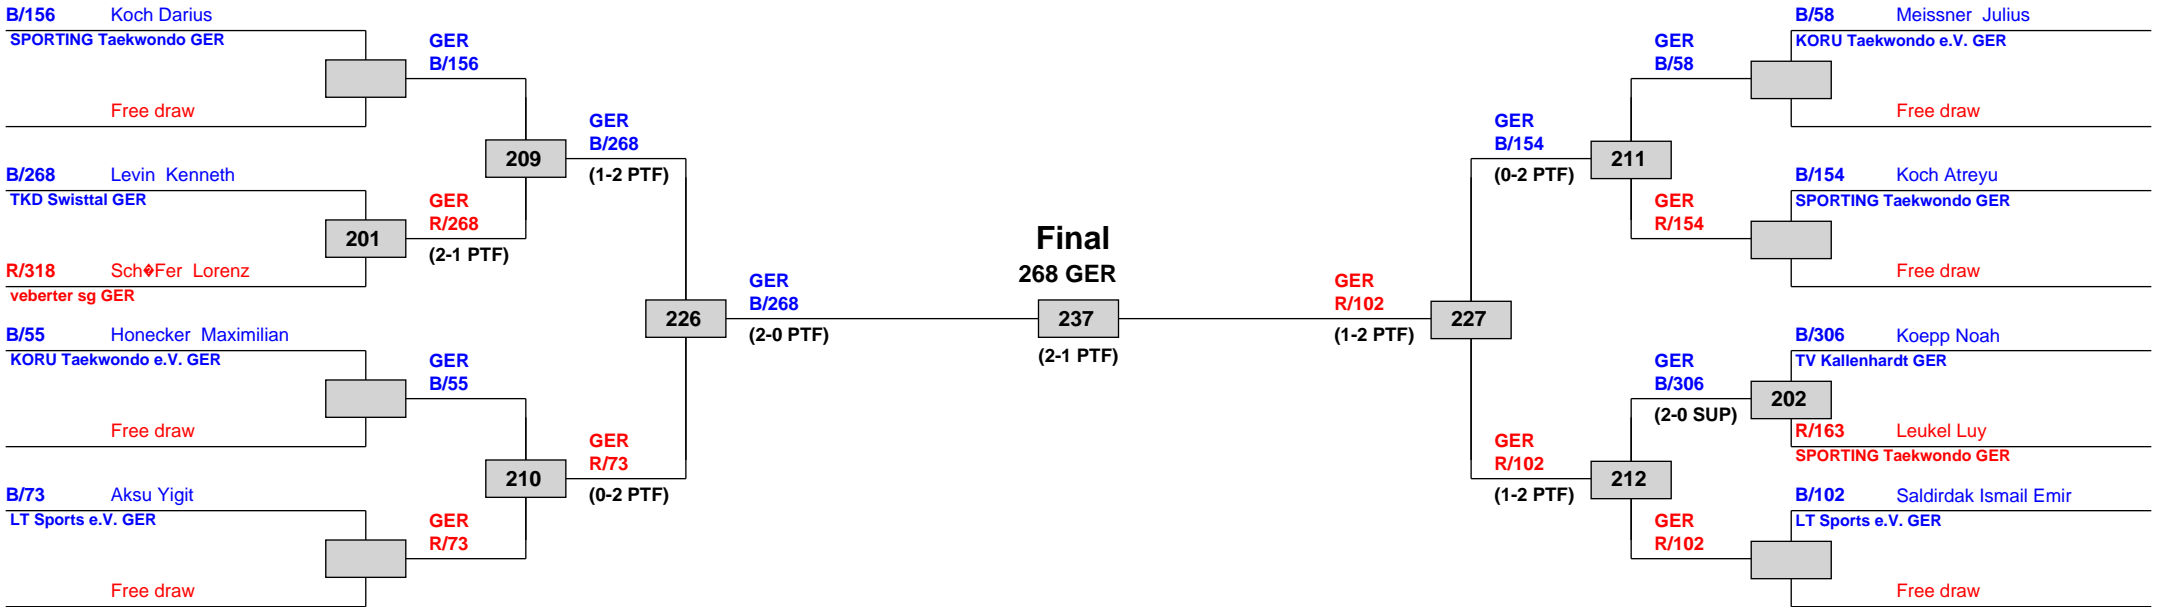 B/156 Koch Darius
SPORTING Taekwondo GER
Free draw
B/268 Levin Kenneth
TKD Swisttal GER
201
R/318 Sch�Fer Lorenz
veberter sg GER
B/55 Honecker Maximilian
KORU Taekwondo e.V. GER
Free draw
B/73 Aksu Yigit
LT Sports e.V. GER
Free draw
GER
B/156
209
GER
R/268
(2-1 PTF)
GER
B/55
210
GER
R/73
GER
B/268
(1-2 PTF)
226
GER
R/73
(0-2 PTF)
GER
B/268
(2-0 PTF)
Final
268 GER
237
(2-1 PTF)
GER
R/102
(1-2 PTF)
227
GER
B/154
(0-2 PTF)
211
GER
R/102
(1-2 PTF)
212
GER
B/58
GER
R/154
GER
B/306
(2-0 SUP)
202
GER
R/102
B/58 Meissner Julius
KORU Taekwondo e.V. GER
Free draw
B/154 Koch Atreyu
SPORTING Taekwondo GER
Free draw
B/306 Koepp Noah
TV Kallenhardt GER
R/163 Leukel Luy
SPORTING Taekwondo GER
B/102 Saldirdak Ismail Emir
LT Sports e.V. GER
Free draw